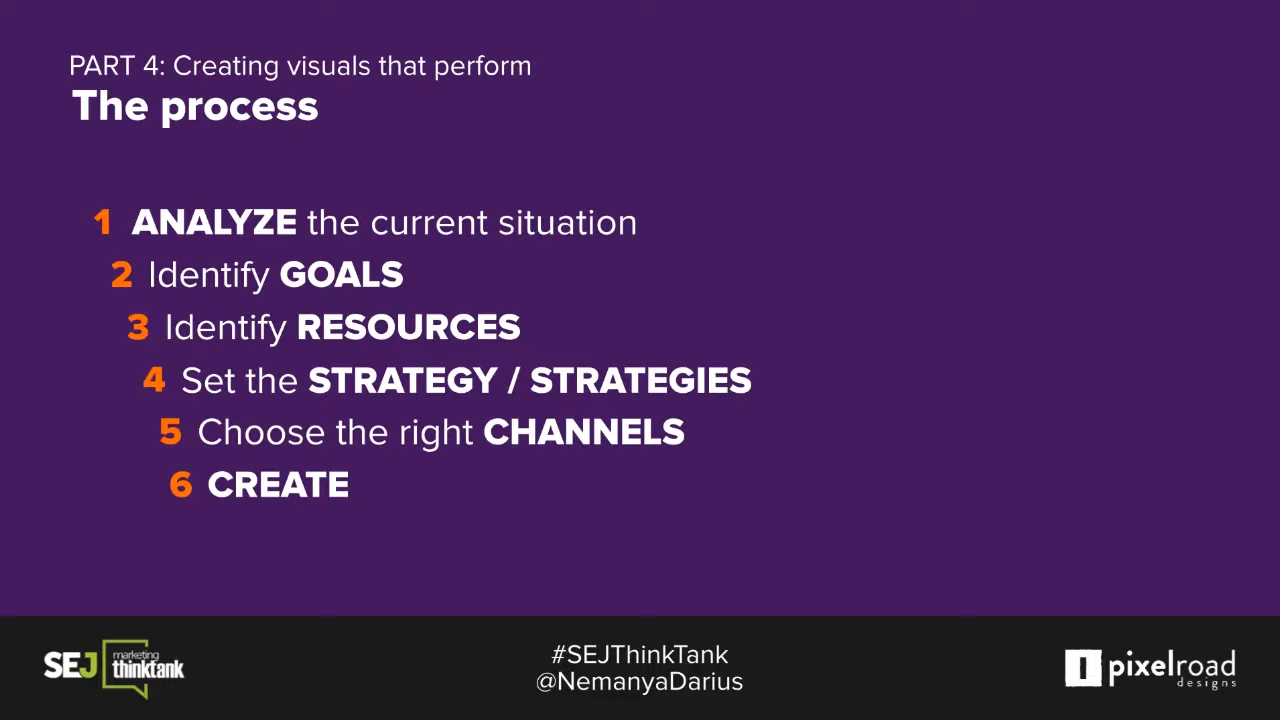 PART 4: Creating visuals that perform
The process
1 ANALYZE the current situation
2 Identify GOALS
3 Identify RESOURCES
4 Set the STRATEGY / STRATEGIES
5 Choose the right CHANNELS
6 CREATE
SEJ marketing thinktank
#SEJThinkTank
@NemanyaDarius
pixelroad
designs